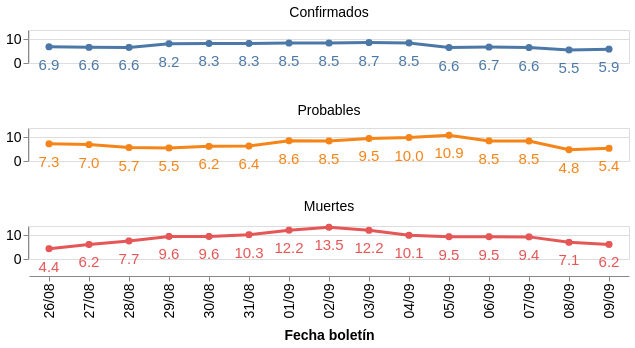 Confirmados
10
0
6.9 6.6 6.6 8.2 8.3 8.3 8.5 8.5 8.7 8.5 6.6 6.7 6.6 5.5 5.9
Probables
10
0
7.3 7.0 5.7 5.5 6.2 6.4 8.6 8.5 9.5 10.0 10.9 8.5 8.5 4.8 5.4
Muertes
10
0
4.4 6.2 7.7 9.6 9.6 10.3 12.2 13.5 12.2 10.1 9.5 9.5 9.4 7.1 6.2
26/08 27/08 28/08 29/08 30/08 31/08 01/09 02/09 03/09 04/09 05/09 06/09 07/09 08/09 09/09
Fecha boletín